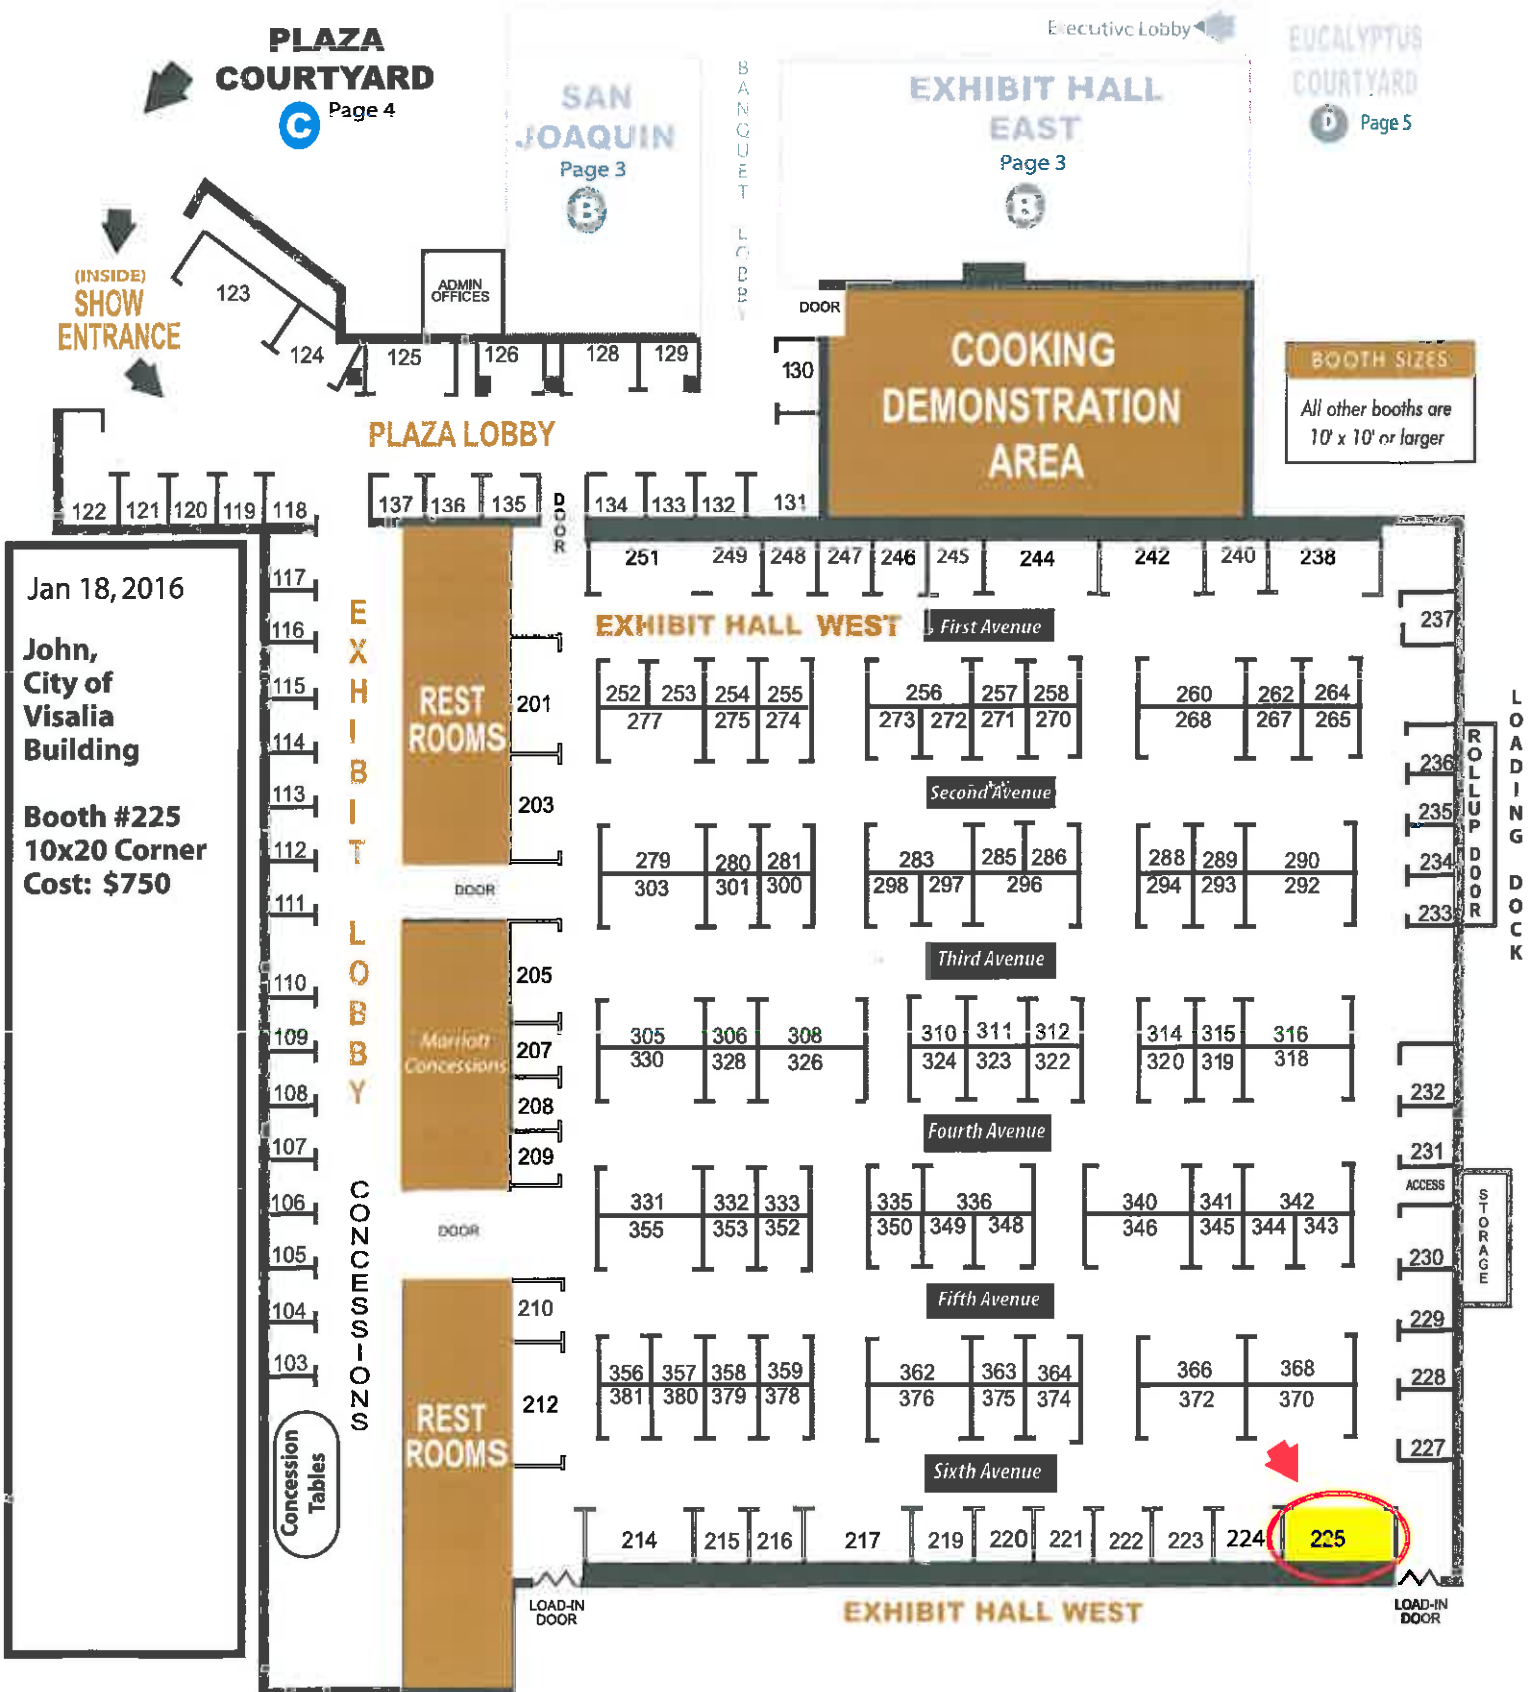 Executive Lobby
PLAZA
COURTYARD
C Page 4
SAN
JOAQUIN
Page 3
B
BANQUET LOBBY
EXHIBIT HALL
EAST
Page 3
B
EUCALYPTUS
COURTYARD
D Page 5
(INSIDE)
SHOW
ENTRANCE
123
124
ADMIN
OFFICES
125 126 128 129
DOOR
130
COOKING
DEMONSTRATION
AREA
BOOTH SIZES
All other booths are
10' x 10' or larger
PLAZA LOBBY
122 121 120 119 118
137 136 135
DOOR
134 133 132 131
251 249 248 247 246 245 244 242 240 238
Jan 18, 2016
John,
City of
Visalia
Building
Booth #225
10x20 Corner
Cost: $750
117
116
115
114
113
112
111
110
109
108
107
106
105
104
103
EXHIBIT LOBBY
CONCESSIONS
Concession
Tables
REST
ROOMS
DOOR
Marriott
Concessions
DOOR
REST
ROOMS
201
203
205
207
208
209
210
212
EXHIBIT HALL WEST
First Avenue
252 253 254 255 256 257 258 260 262 264
277 275 274 273 272 271 270 268 267 265
Second Avenue
279 280 281 283 285 286 288 289 290
303 301 300 298 297 296 294 293 292
Third Avenue
305 306 308 310 311 312 314 315 316
330 328 326 324 323 322 320 319 318
Fourth Avenue
331 332 333 335 336 340 341 342
355 353 352 350 349 348 346 345 344 343
Fifth Avenue
356 357 358 359 362 363 364 366 368
381 380 379 378 376 375 374 372 370
Sixth Avenue
237
236
235
234
233
232
231
ACCESS
230
229
228
227
ROLLUP DOOR
LOADING DOCK
STORAGE
214 215 216 217 219 220 221 222 223 224 225
LOAD-IN
DOOR
EXHIBIT HALL WEST
LOAD-IN
DOOR